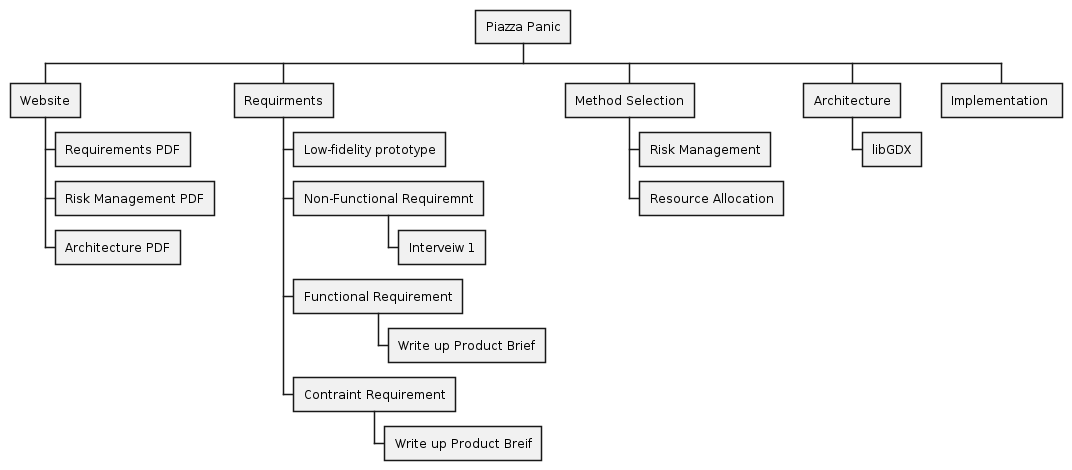 Piazza Panic
Website
Requirments
Method Selection
Architecture
Implementation
Requirements PDF
Risk Management PDF
Architecture PDF
Low-fidelity prototype
Non-Functional Requiremnt
Interveiw 1
Functional Requirement
Write up Product Brief
Contraint Requirement
Write up Product Breif
Risk Management
Resource Allocation
libGDX